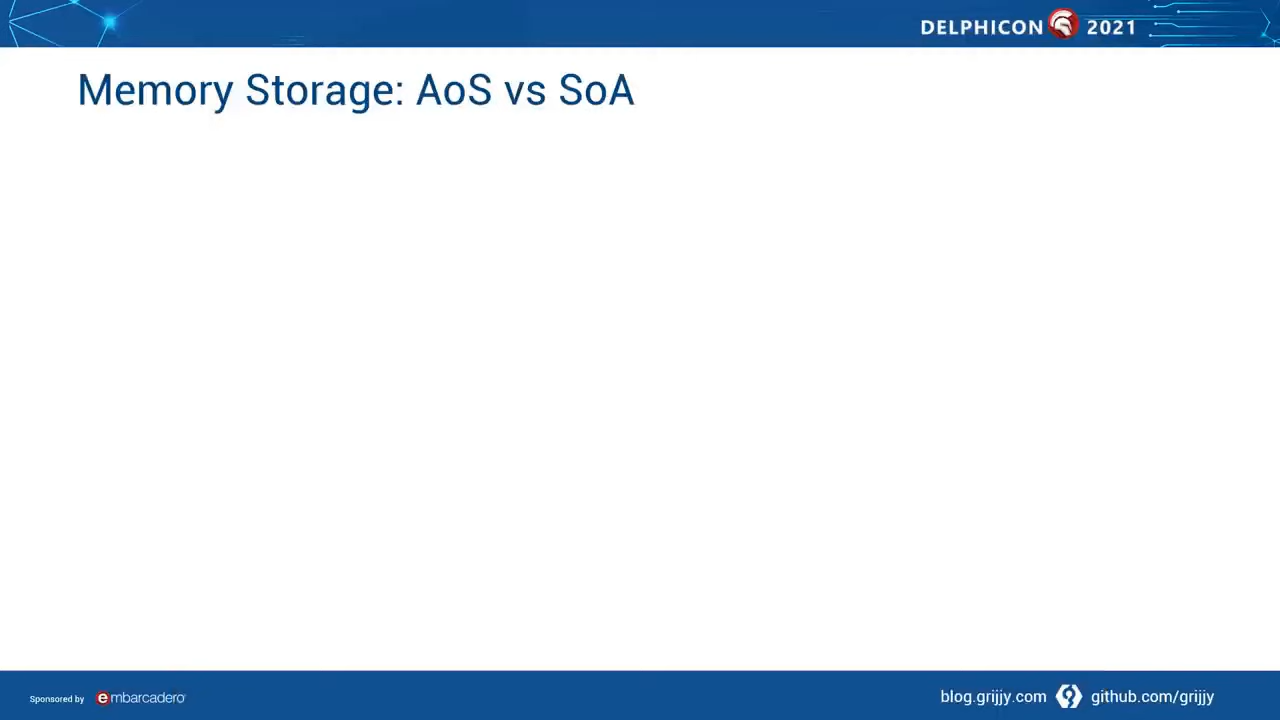 DELPHICON 2021
Memory Storage: AoS vs SoA
Sponsored by embarcadero
blog.grijjy.com github.com/grijjy